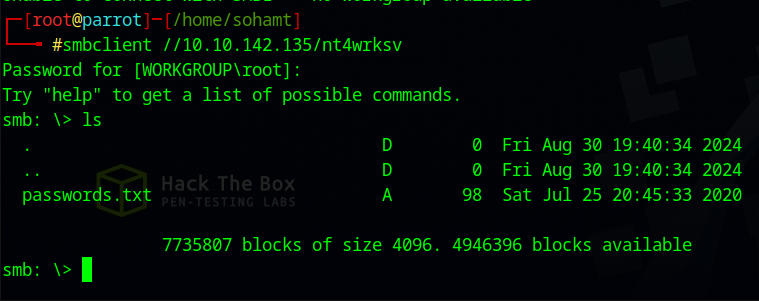 ┌─[root@parrot]─[/home/sohamt]
└──╼ #smbclient //10.10.142.135/nt4wrksv
Password for [WORKGROUP\root]:
Try "help" to get a list of possible commands.
smb: \> ls
. D 0 Fri Aug 30 19:40:34 2024
.. D 0 Fri Aug 30 19:40:34 2024
passwords.txt A 98 Sat Jul 25 20:45:33 2020
Hack The Box
PEN-TESTING LABS
7735807 blocks of size 4096. 4946396 blocks available
smb: \>